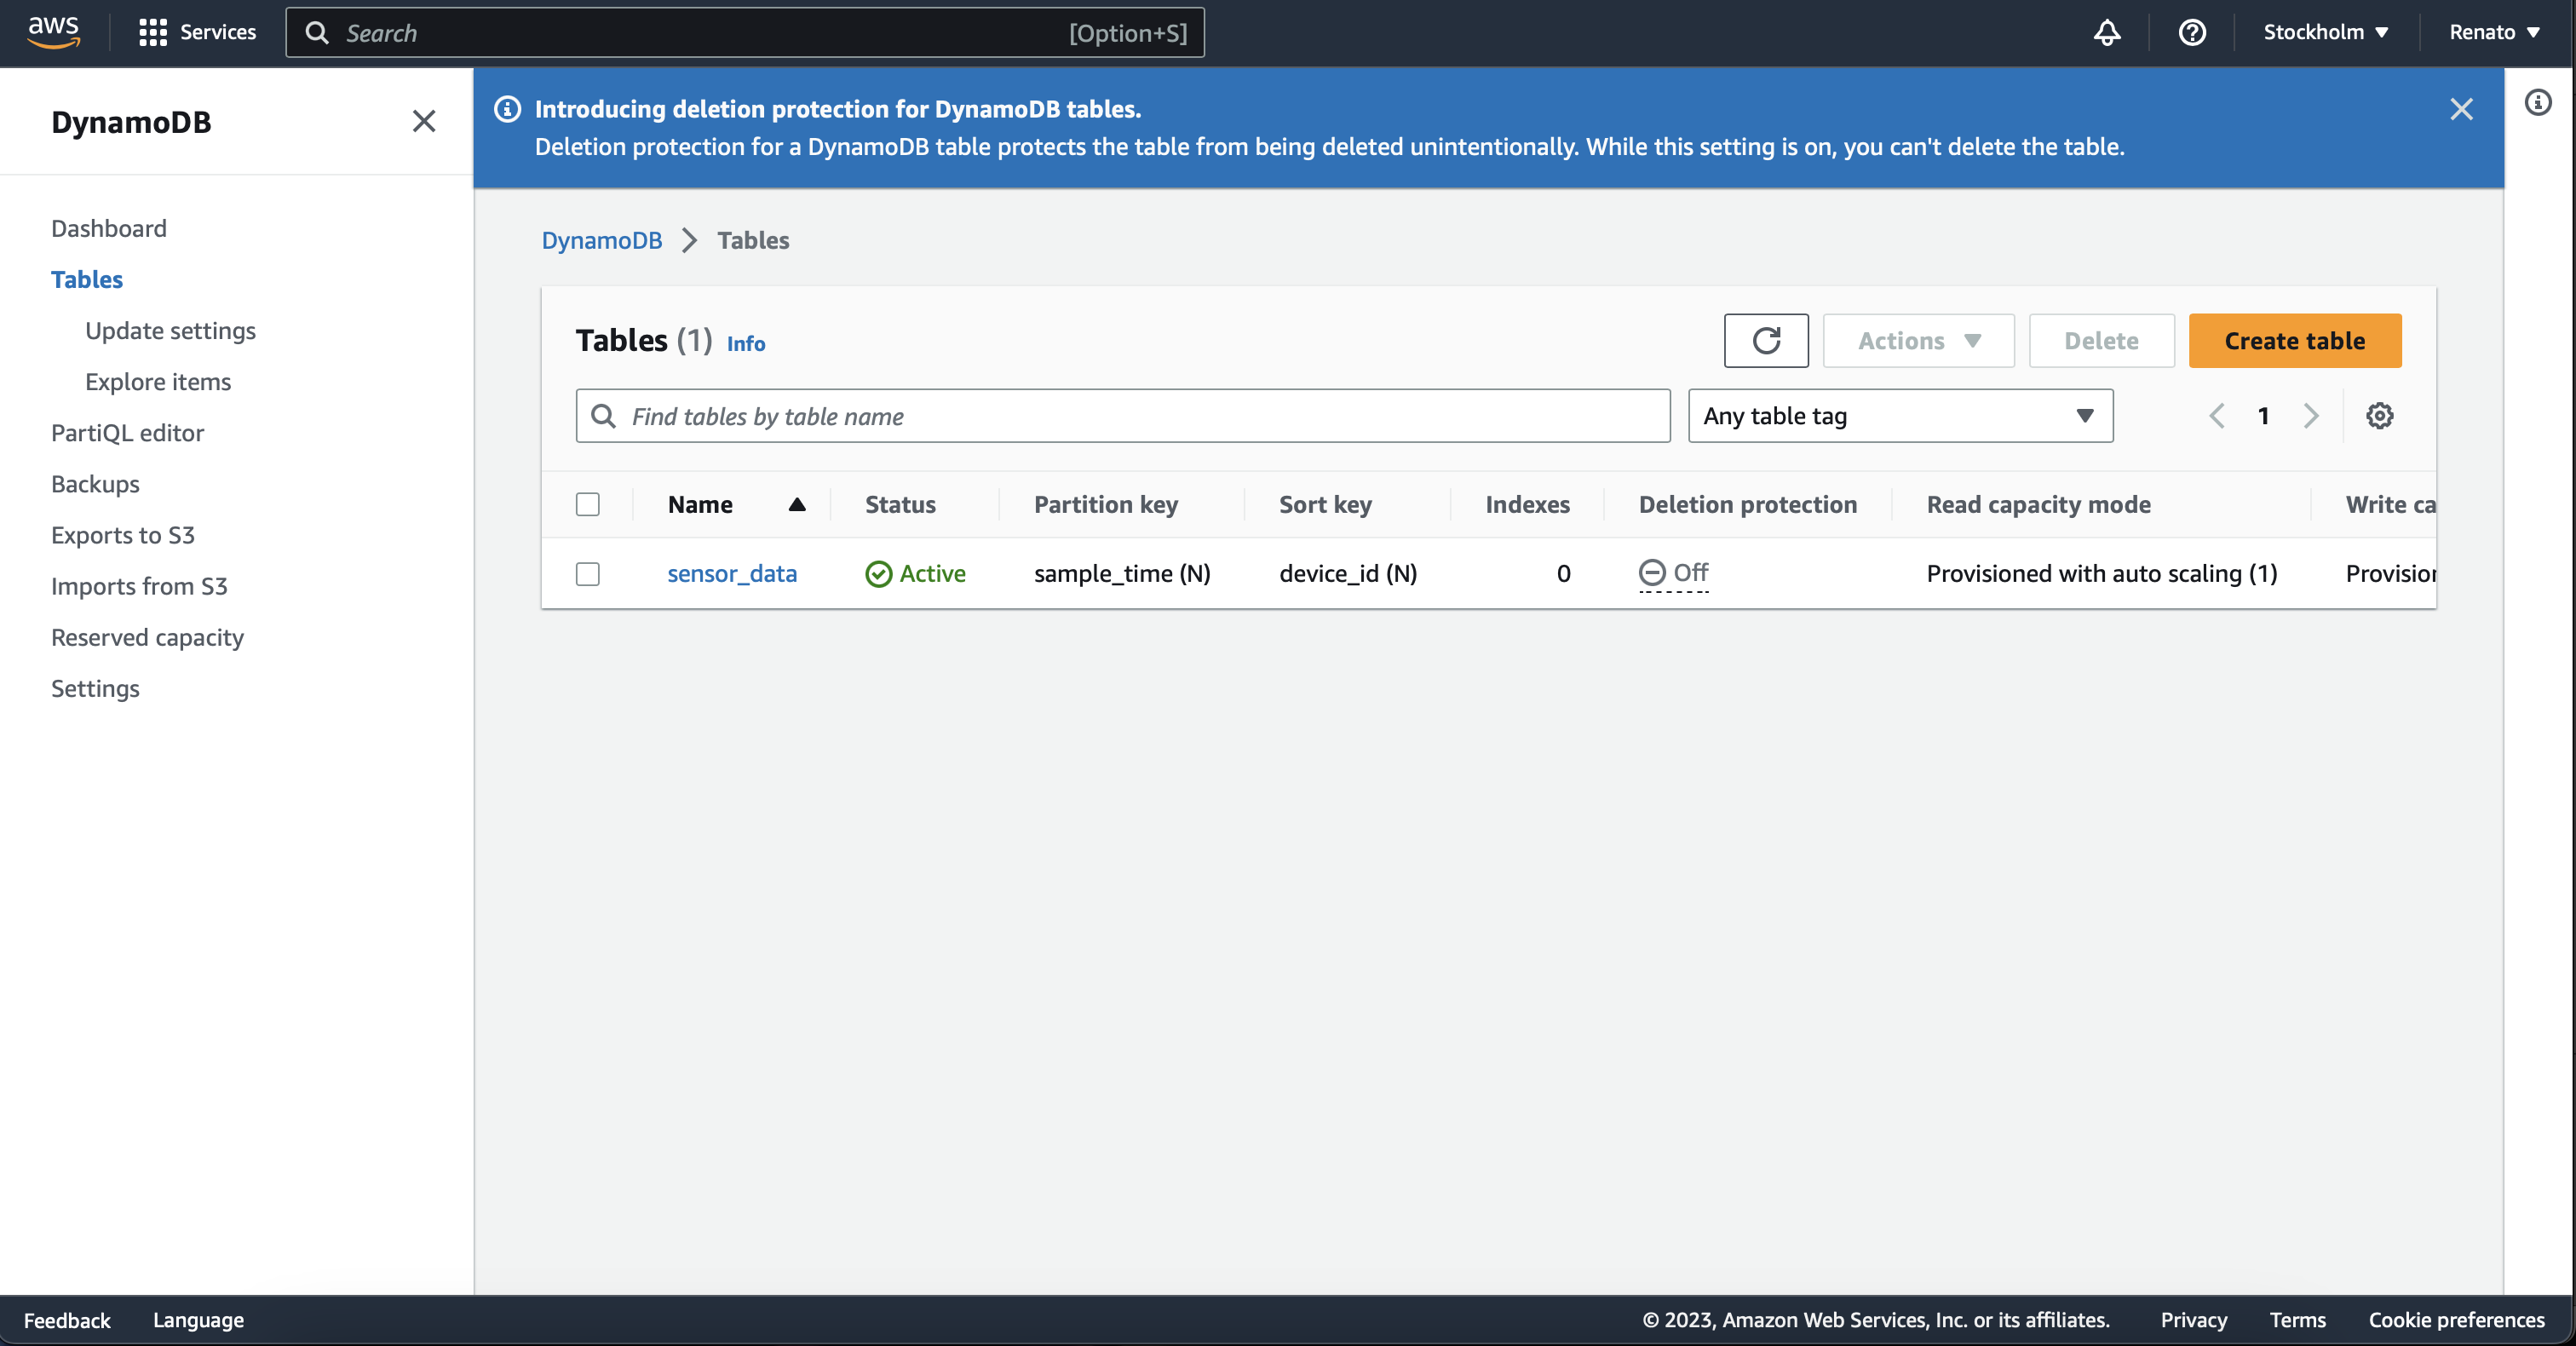 aws
Services
Search [Option+S]
Stockholm
Renato
DynamoDB
Introducing deletion protection for DynamoDB tables.
Deletion protection for a DynamoDB table protects the table from being deleted unintentionally. While this setting is on, you can't delete the table.
Dashboard
Tables
Update settings
Explore items
PartiQL editor
Backups
Exports to S3
Imports from S3
Reserved capacity
Settings
DynamoDB Tables
Tables (1) Info
Actions
Delete
Create table
Find tables by table name
Any table tag
1
Name Status Partition key Sort key Indexes Deletion protection Read capacity mode Write ca
sensor_data Active sample_time (N) device_id (N) 0 Off Provisioned with auto scaling (1) Provision
Feedback Language © 2023, Amazon Web Services, Inc. or its affiliates. Privacy Terms Cookie preferences